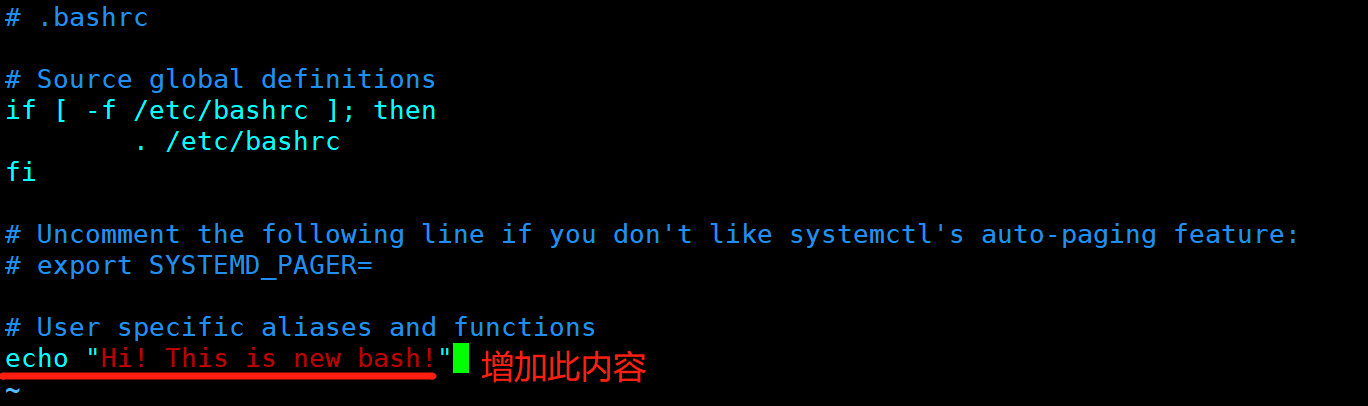 # .bashrc
# Source global definitions
if [ -f /etc/bashrc ]; then
        . /etc/bashrc
fi
# Uncomment the following line if you don't like systemctl's auto-paging feature:
# export SYSTEMD_PAGER=
# User specific aliases and functions
echo "Hi! This is new bash!" 增加此内容
~